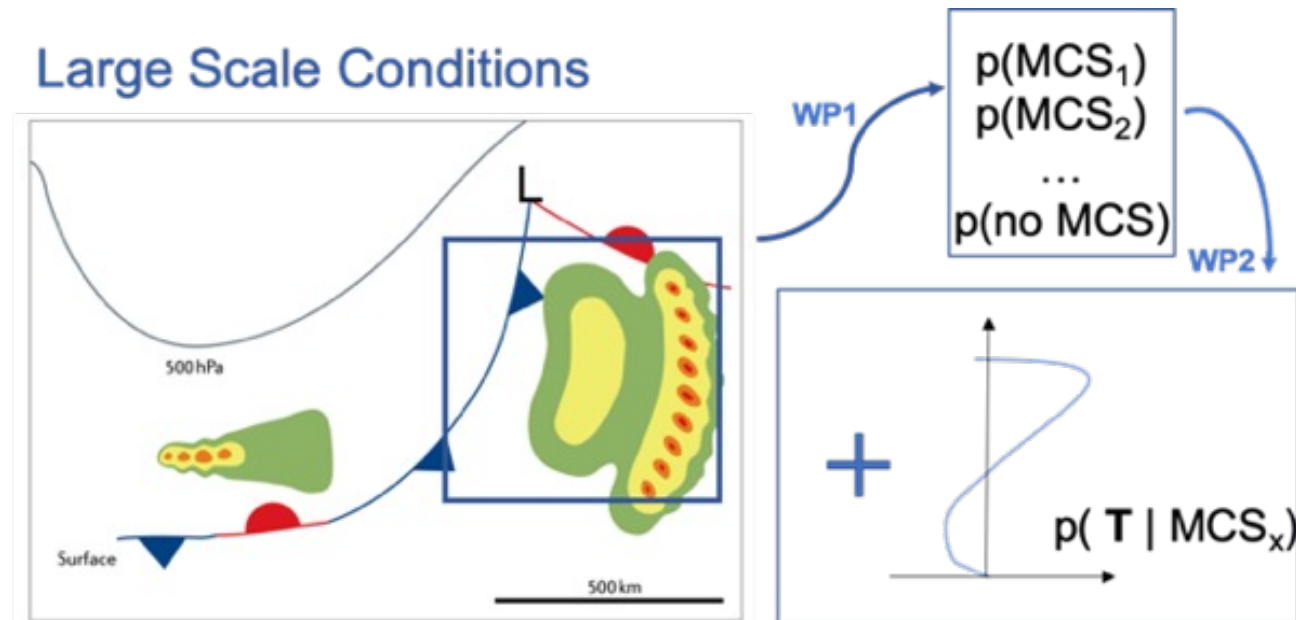 Large Scale Conditions
L
500 hPa
Surface
500 km
WP1
p(MCS₁)
p(MCS₂)
...
p(no MCS)
WP2
+
p( T | MCSₓ)